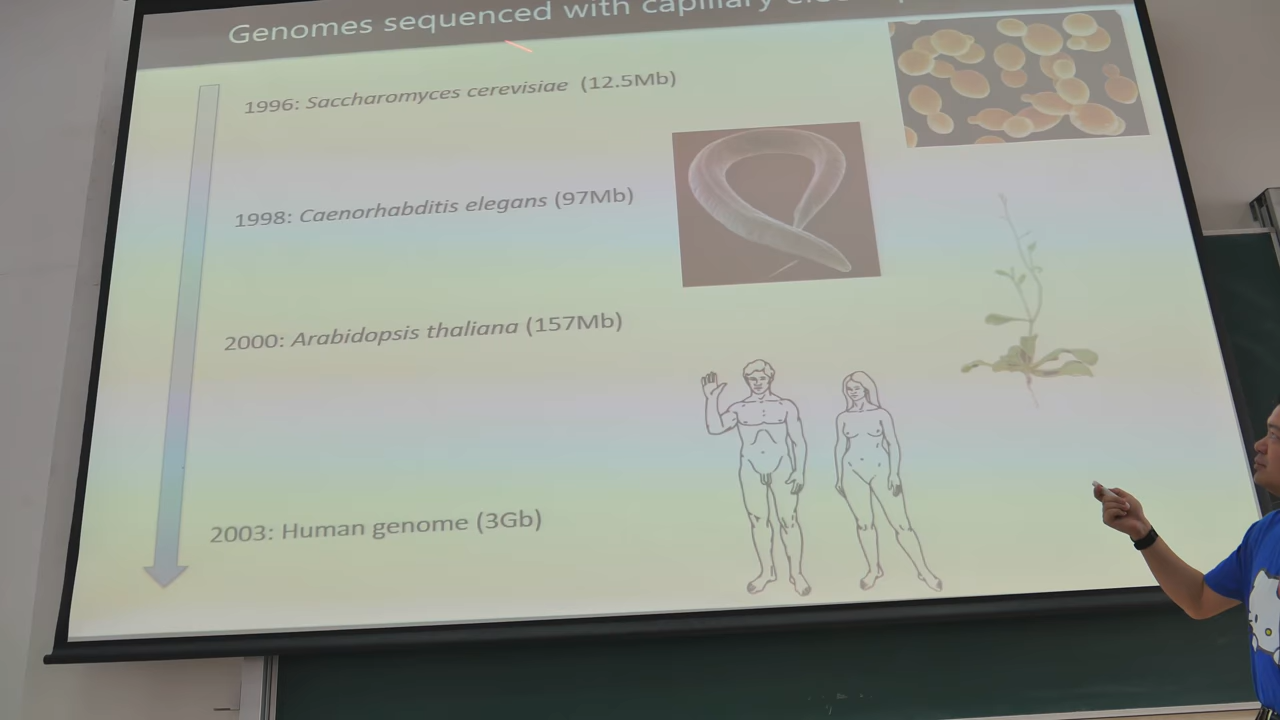 Genomes sequenced with capillary
1996: Saccharomyces cerevisiae (12.5Mb)
1998: Caenorhabditis elegans (97Mb)
2000: Arabidopsis thaliana (157Mb)
2003: Human genome (3Gb)